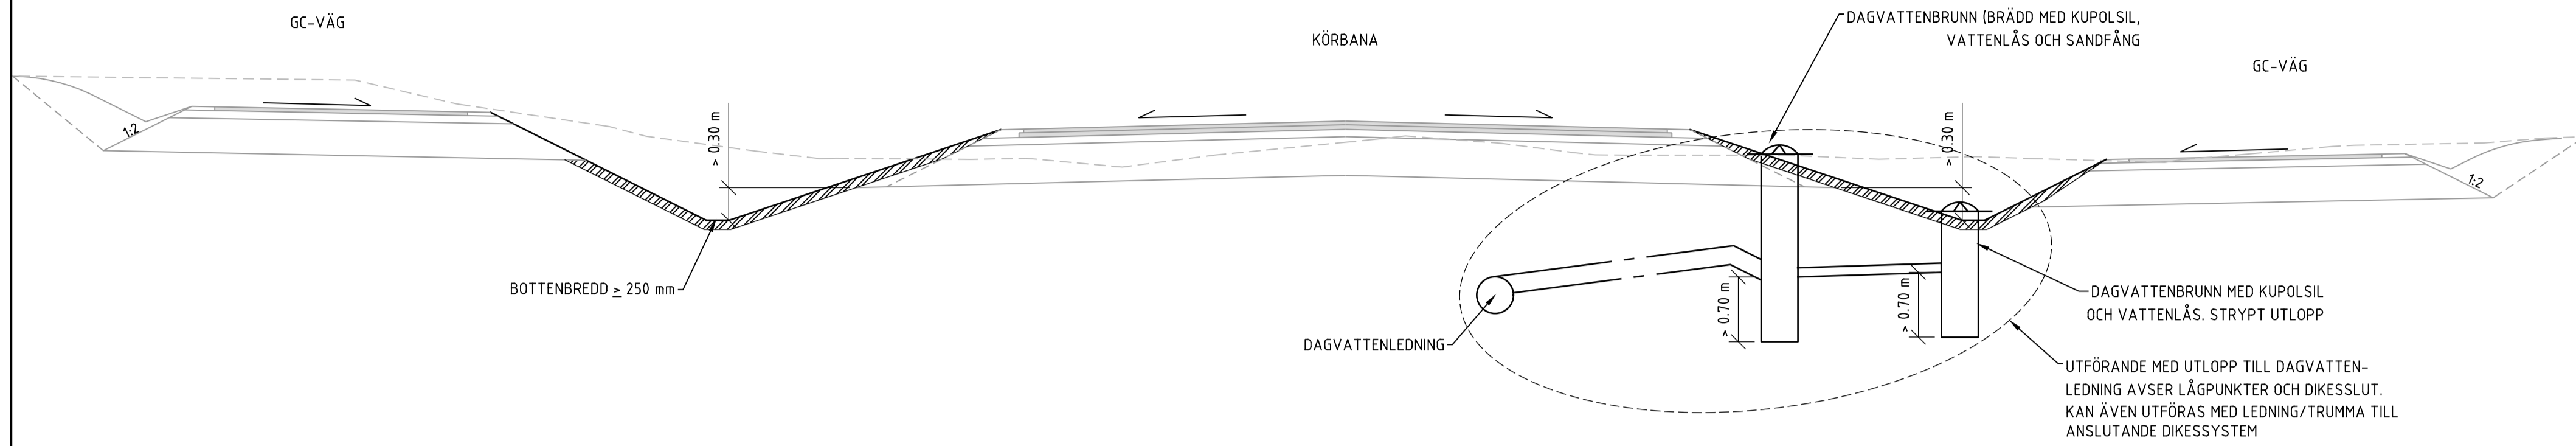 GC-VÄG
KÖRBANA
DAGVATTENBRUNN (BRÄDD MED KUPOLSIL,
VATTENLÅS OCH SANDFÅNG
GC-VÄG
1:2
> 0.30 m
> 0.30 m
1:2
BOTTENBREDD ≥ 250 mm
DAGVATTENLEDNING
> 0.70 m
> 0.70 m
DAGVATTENBRUNN MED KUPOLSIL
OCH VATTENLÅS. STRYPT UTLOPP
UTFÖRANDE MED UTLOPP TILL DAGVATTEN-
LEDNING AVSER LÅGPUNKTER OCH DIKESSLUT.
KAN ÄVEN UTFÖRAS MED LEDNING/TRUMMA TILL
ANSLUTANDE DIKESSYSTEM